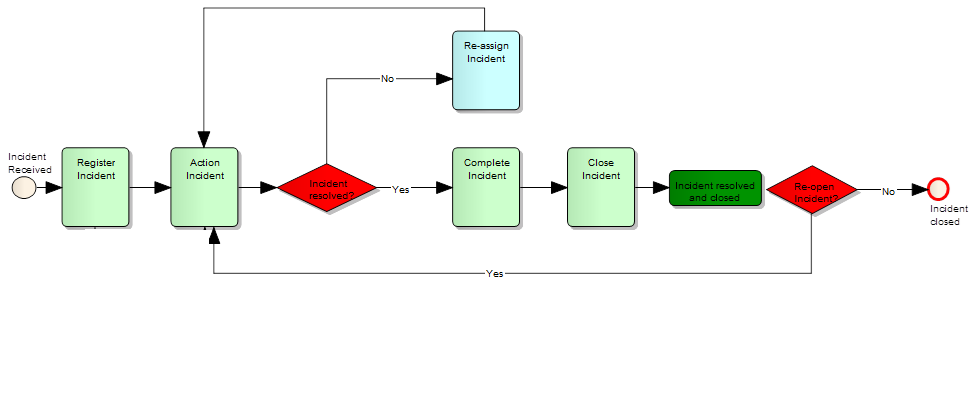 Re-assign
Incident
No
Incident
Received
Register
Incident
Action
Incident
Incident
resolved?
Yes
Complete
Incident
Close
Incident
Incident resolved
and closed
Re-open
Incident?
No
Incident
closed
Yes